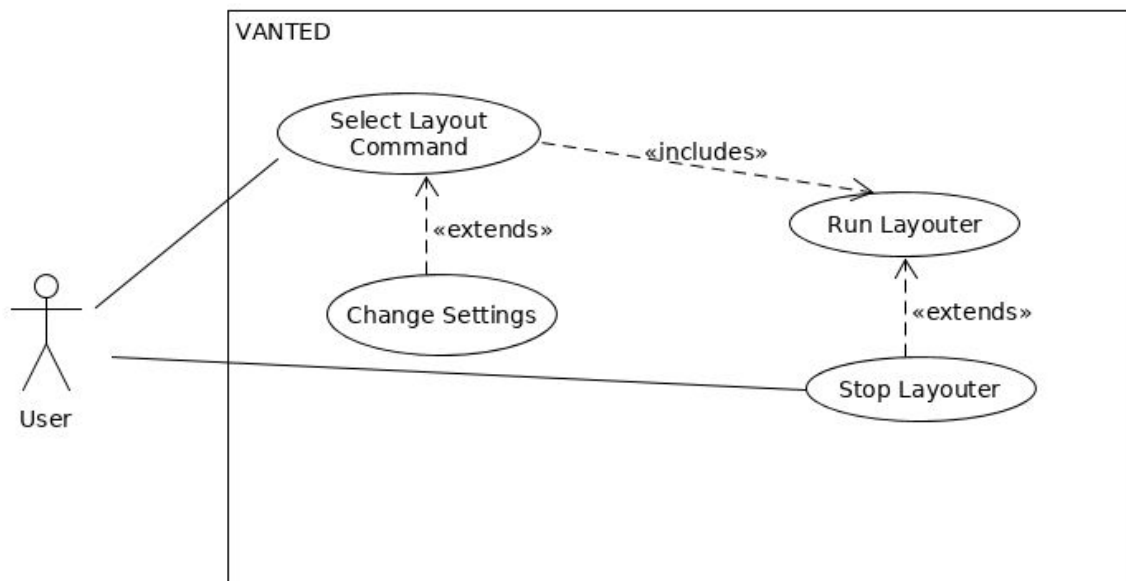 VANTED
Select Layout
Command
«includes»
Run Layouter
«extends»
Change Settings
«extends»
Stop Layouter
User